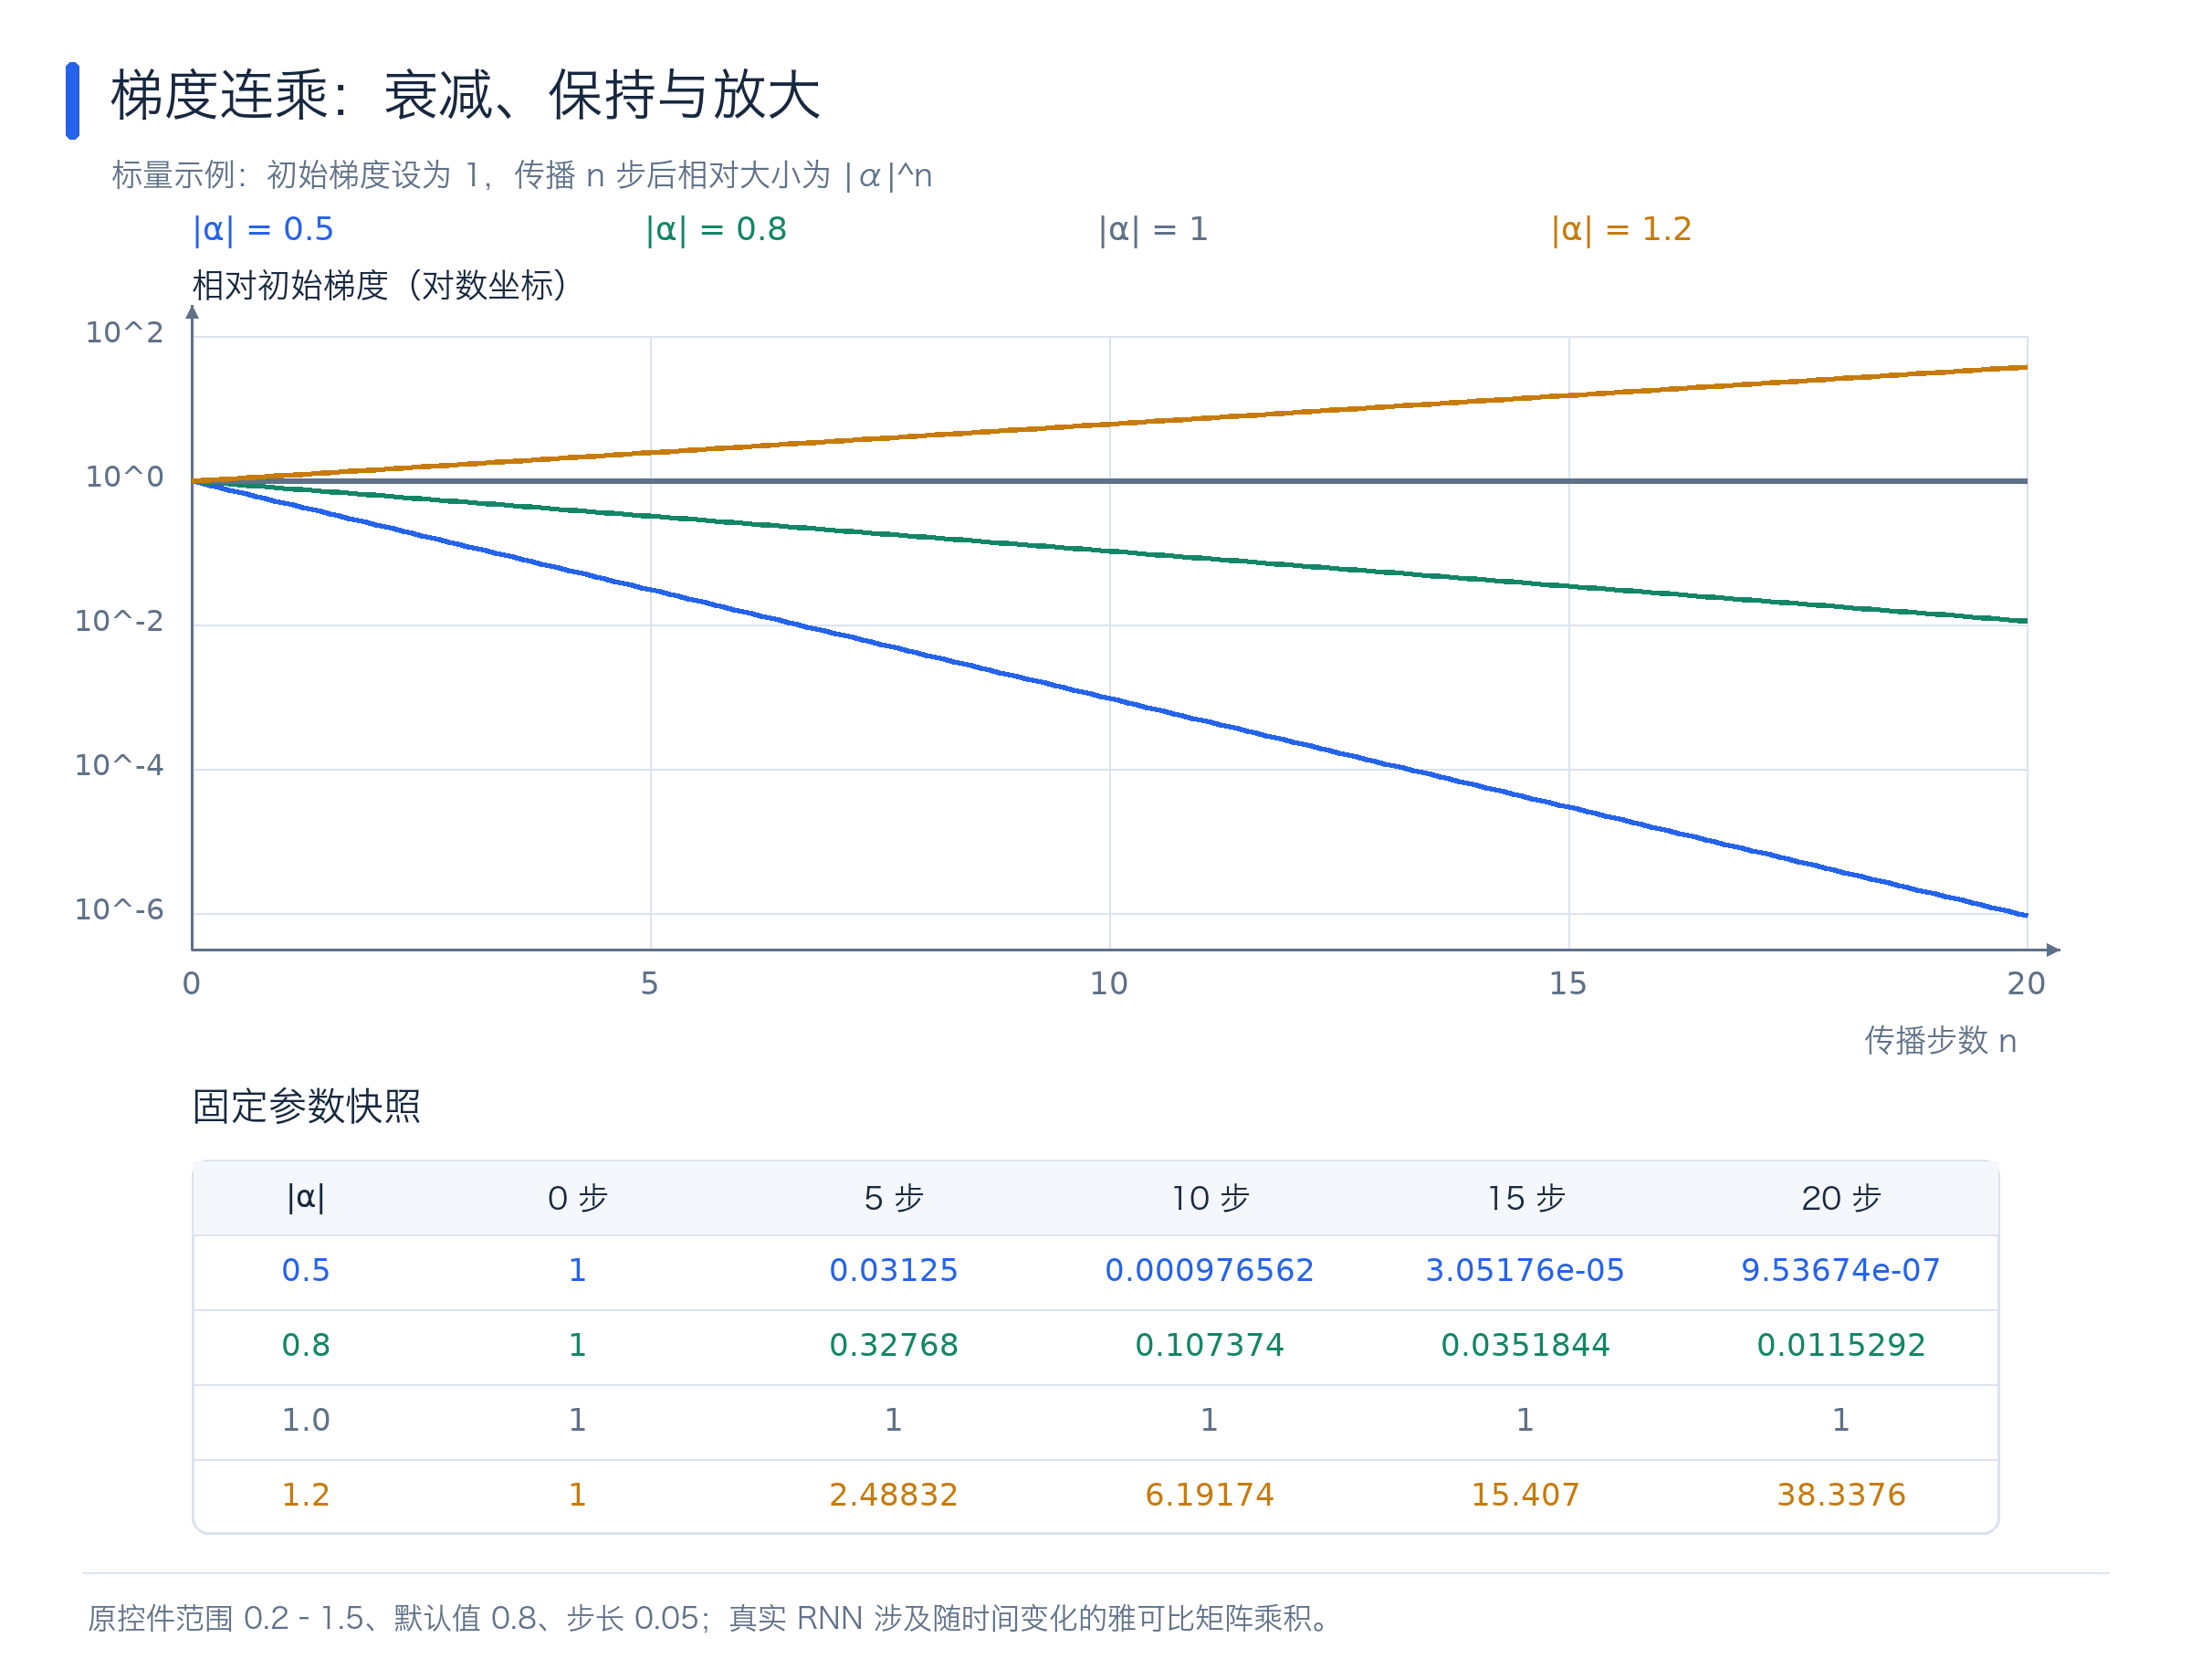 梯度连乘：衰减、保持与放大
标量示例：初始梯度设为 1，传播 n 步后相对大小为 |α|^n
|α| = 0.5 |α| = 0.8 |α| = 1 |α| = 1.2
相对初始梯度（对数坐标）
10^2
10^0
10^-2
10^-4
10^-6
0 5 10 15 20
传播步数 n
固定参数快照
|α| 0 步 5 步 10 步 15 步 20 步
0.5 1 0.03125 0.000976562 3.05176e-05 9.53674e-07
0.8 1 0.32768 0.107374 0.0351844 0.0115292
1.0 1 1 1 1 1
1.2 1 2.48832 6.19174 15.407 38.3376
原控件范围 0.2 - 1.5、默认值 0.8、步长 0.05；真实 RNN 涉及随时间变化的雅可比矩阵乘积。